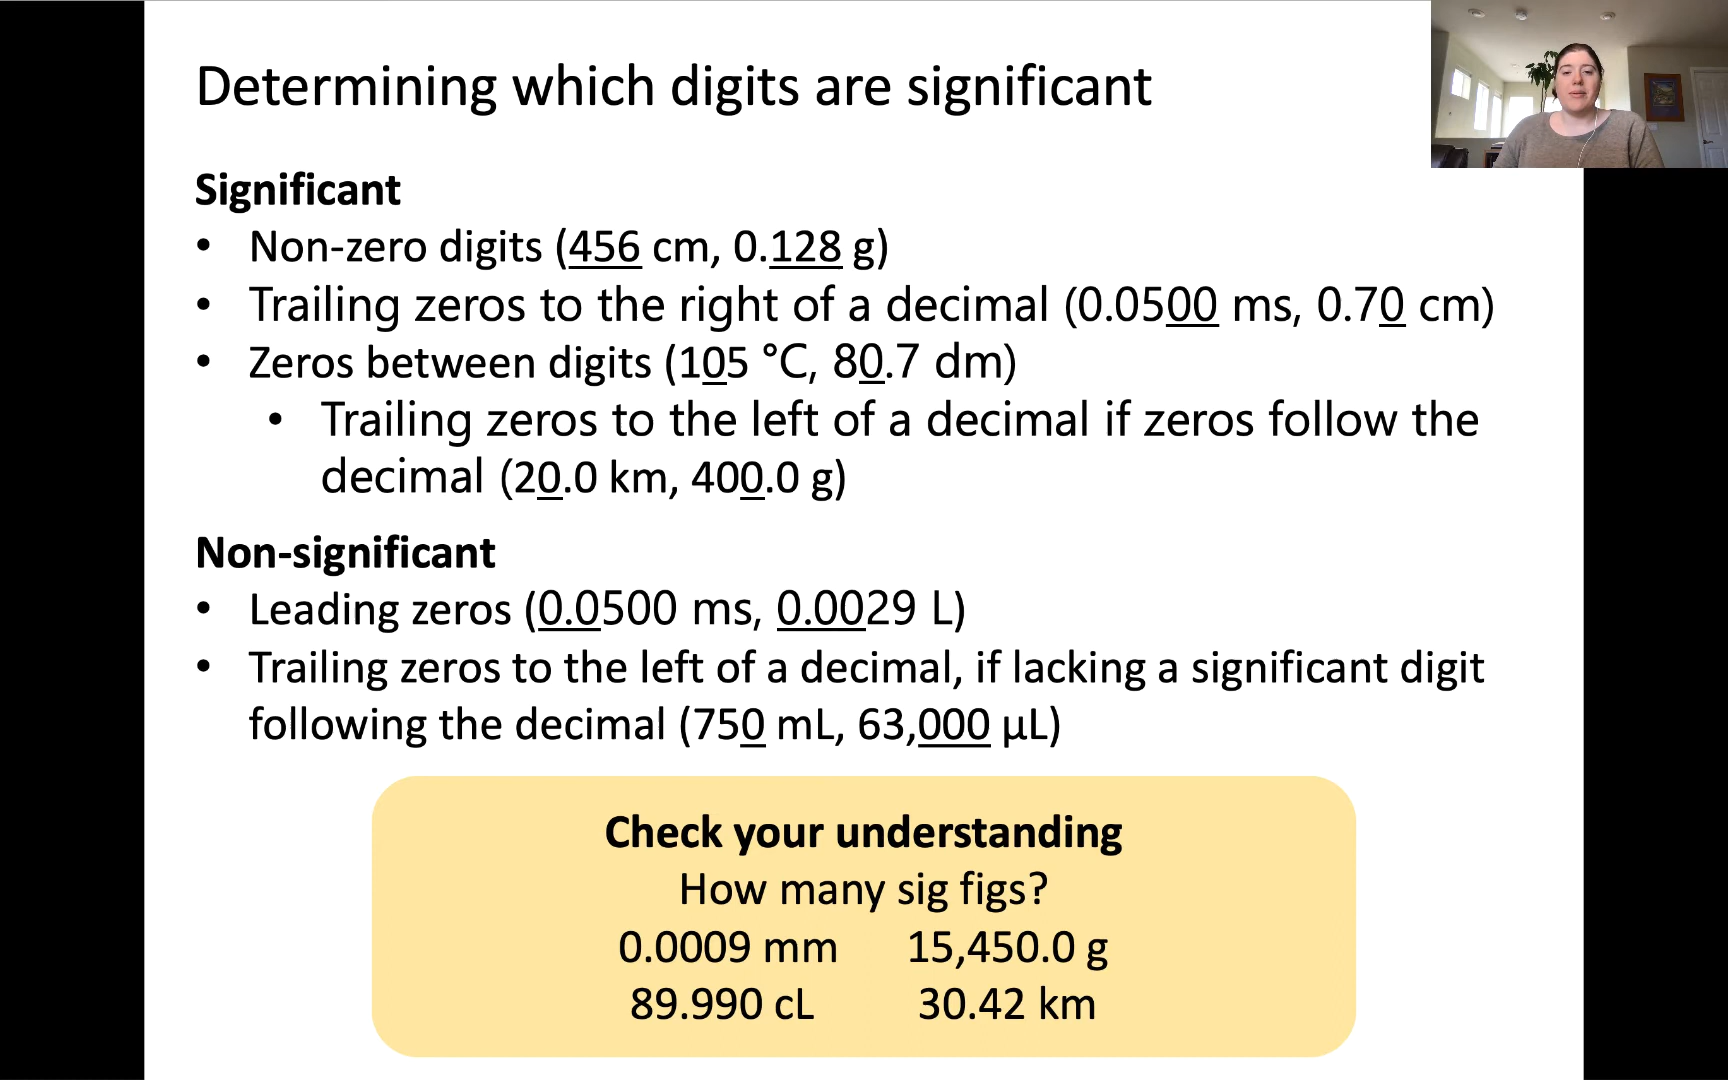 Determining which digits are significant
Significant
• Non-zero digits (456 cm, 0.128 g)
• Trailing zeros to the right of a decimal (0.0500 ms, 0.70 cm)
• Zeros between digits (105 °C, 80.7 dm)
• Trailing zeros to the left of a decimal if zeros follow the
decimal (20.0 km, 400.0 g)
Non-significant
• Leading zeros (0.0500 ms, 0.0029 L)
• Trailing zeros to the left of a decimal, if lacking a significant digit
following the decimal (750 mL, 63,000 µL)
Check your understanding
How many sig figs?
0.0009 mm 15,450.0 g
89.990 cL 30.42 km